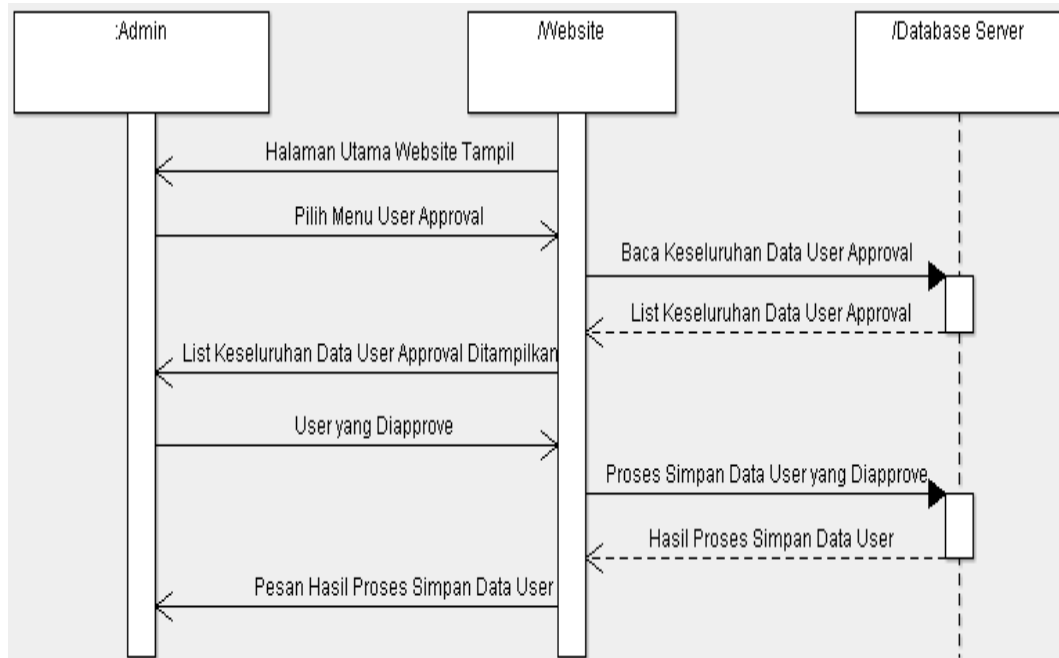 :Admin
/Website
/Database Server
Halaman Utama Website Tampil
Pilih Menu User Approval
Baca Keseluruhan Data User Approval
List Keseluruhan Data User Approval
List Keseluruhan Data User Approval Ditampilkan
User yang Diapprove
Proses Simpan Data User yang Diapprove
Hasil Proses Simpan Data User
Pesan Hasil Proses Simpan Data User